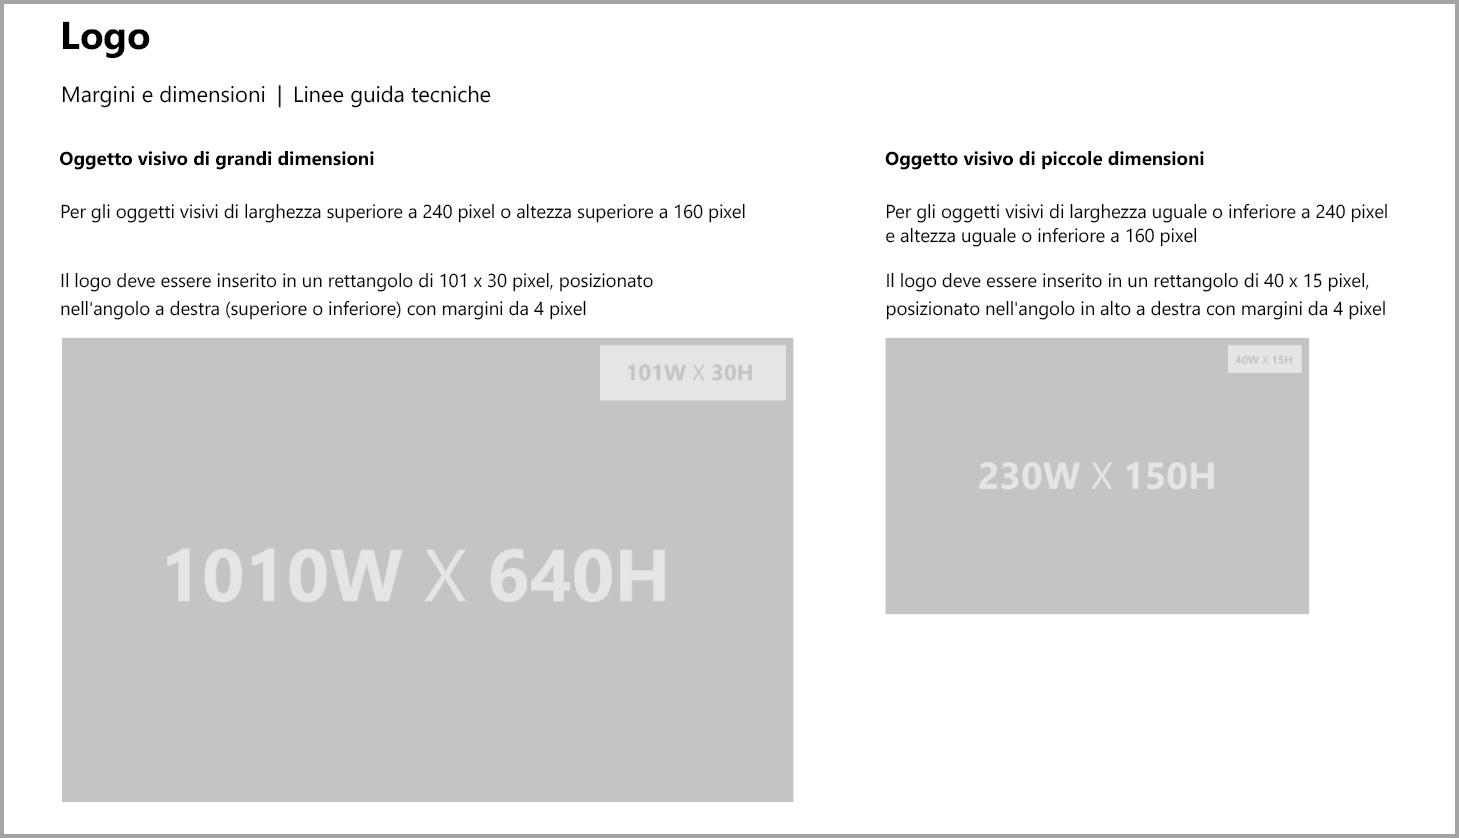 Logo
Margini e dimensioni | Linee guida tecniche
Oggetto visivo di grandi dimensioni
Per gli oggetti visivi di larghezza superiore a 240 pixel o altezza superiore a 160 pixel
Il logo deve essere inserito in un rettangolo di 101 x 30 pixel, posizionato
nell'angolo a destra (superiore o inferiore) con margini da 4 pixel
101W X 30H
1010W X 640H
Oggetto visivo di piccole dimensioni
Per gli oggetti visivi di larghezza uguale o inferiore a 240 pixel
e altezza uguale o inferiore a 160 pixel
Il logo deve essere inserito in un rettangolo di 40 x 15 pixel,
posizionato nell'angolo in alto a destra con margini da 4 pixel
40W X 15H
230W X 150H